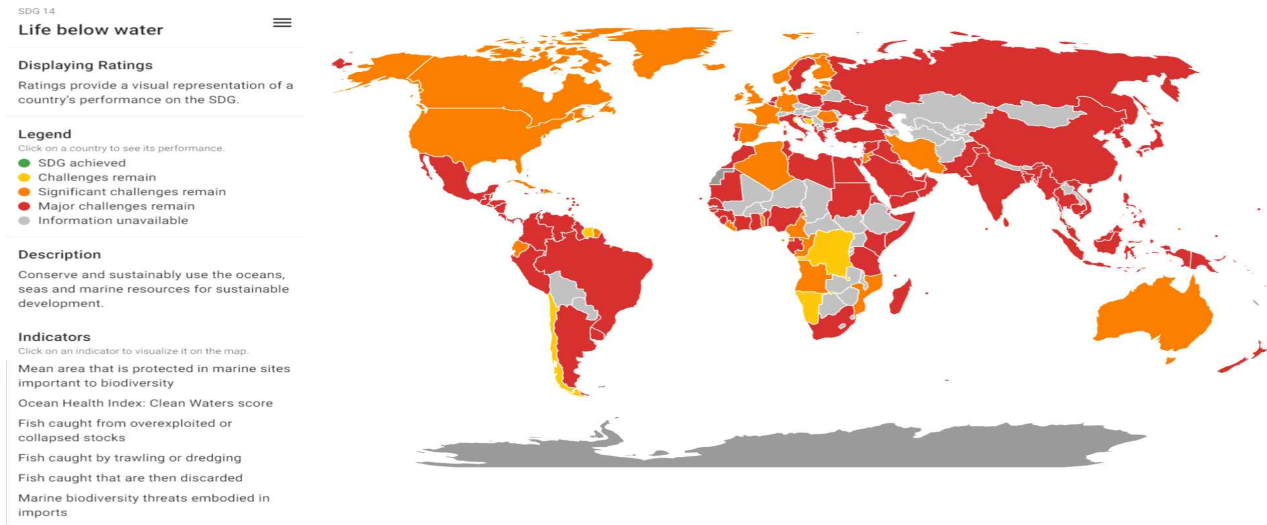 SDG 14
Life below water
Displaying Ratings
Ratings provide a visual representation of a
country's performance on the SDG.
Legend
Click on a country to see its performance.
SDG achieved
Challenges remain
Significant challenges remain
Major challenges remain
Information unavailable
Description
Conserve and sustainably use the oceans,
seas and marine resources for sustainable
development.
Indicators
Click on an indicator to visualize it on the map.
Mean area that is protected in marine sites
important to biodiversity
Ocean Health Index: Clean Waters score
Fish caught from overexploited or
collapsed stocks
Fish caught by trawling or dredging
Fish caught that are then discarded
Marine biodiversity threats embodied in
imports